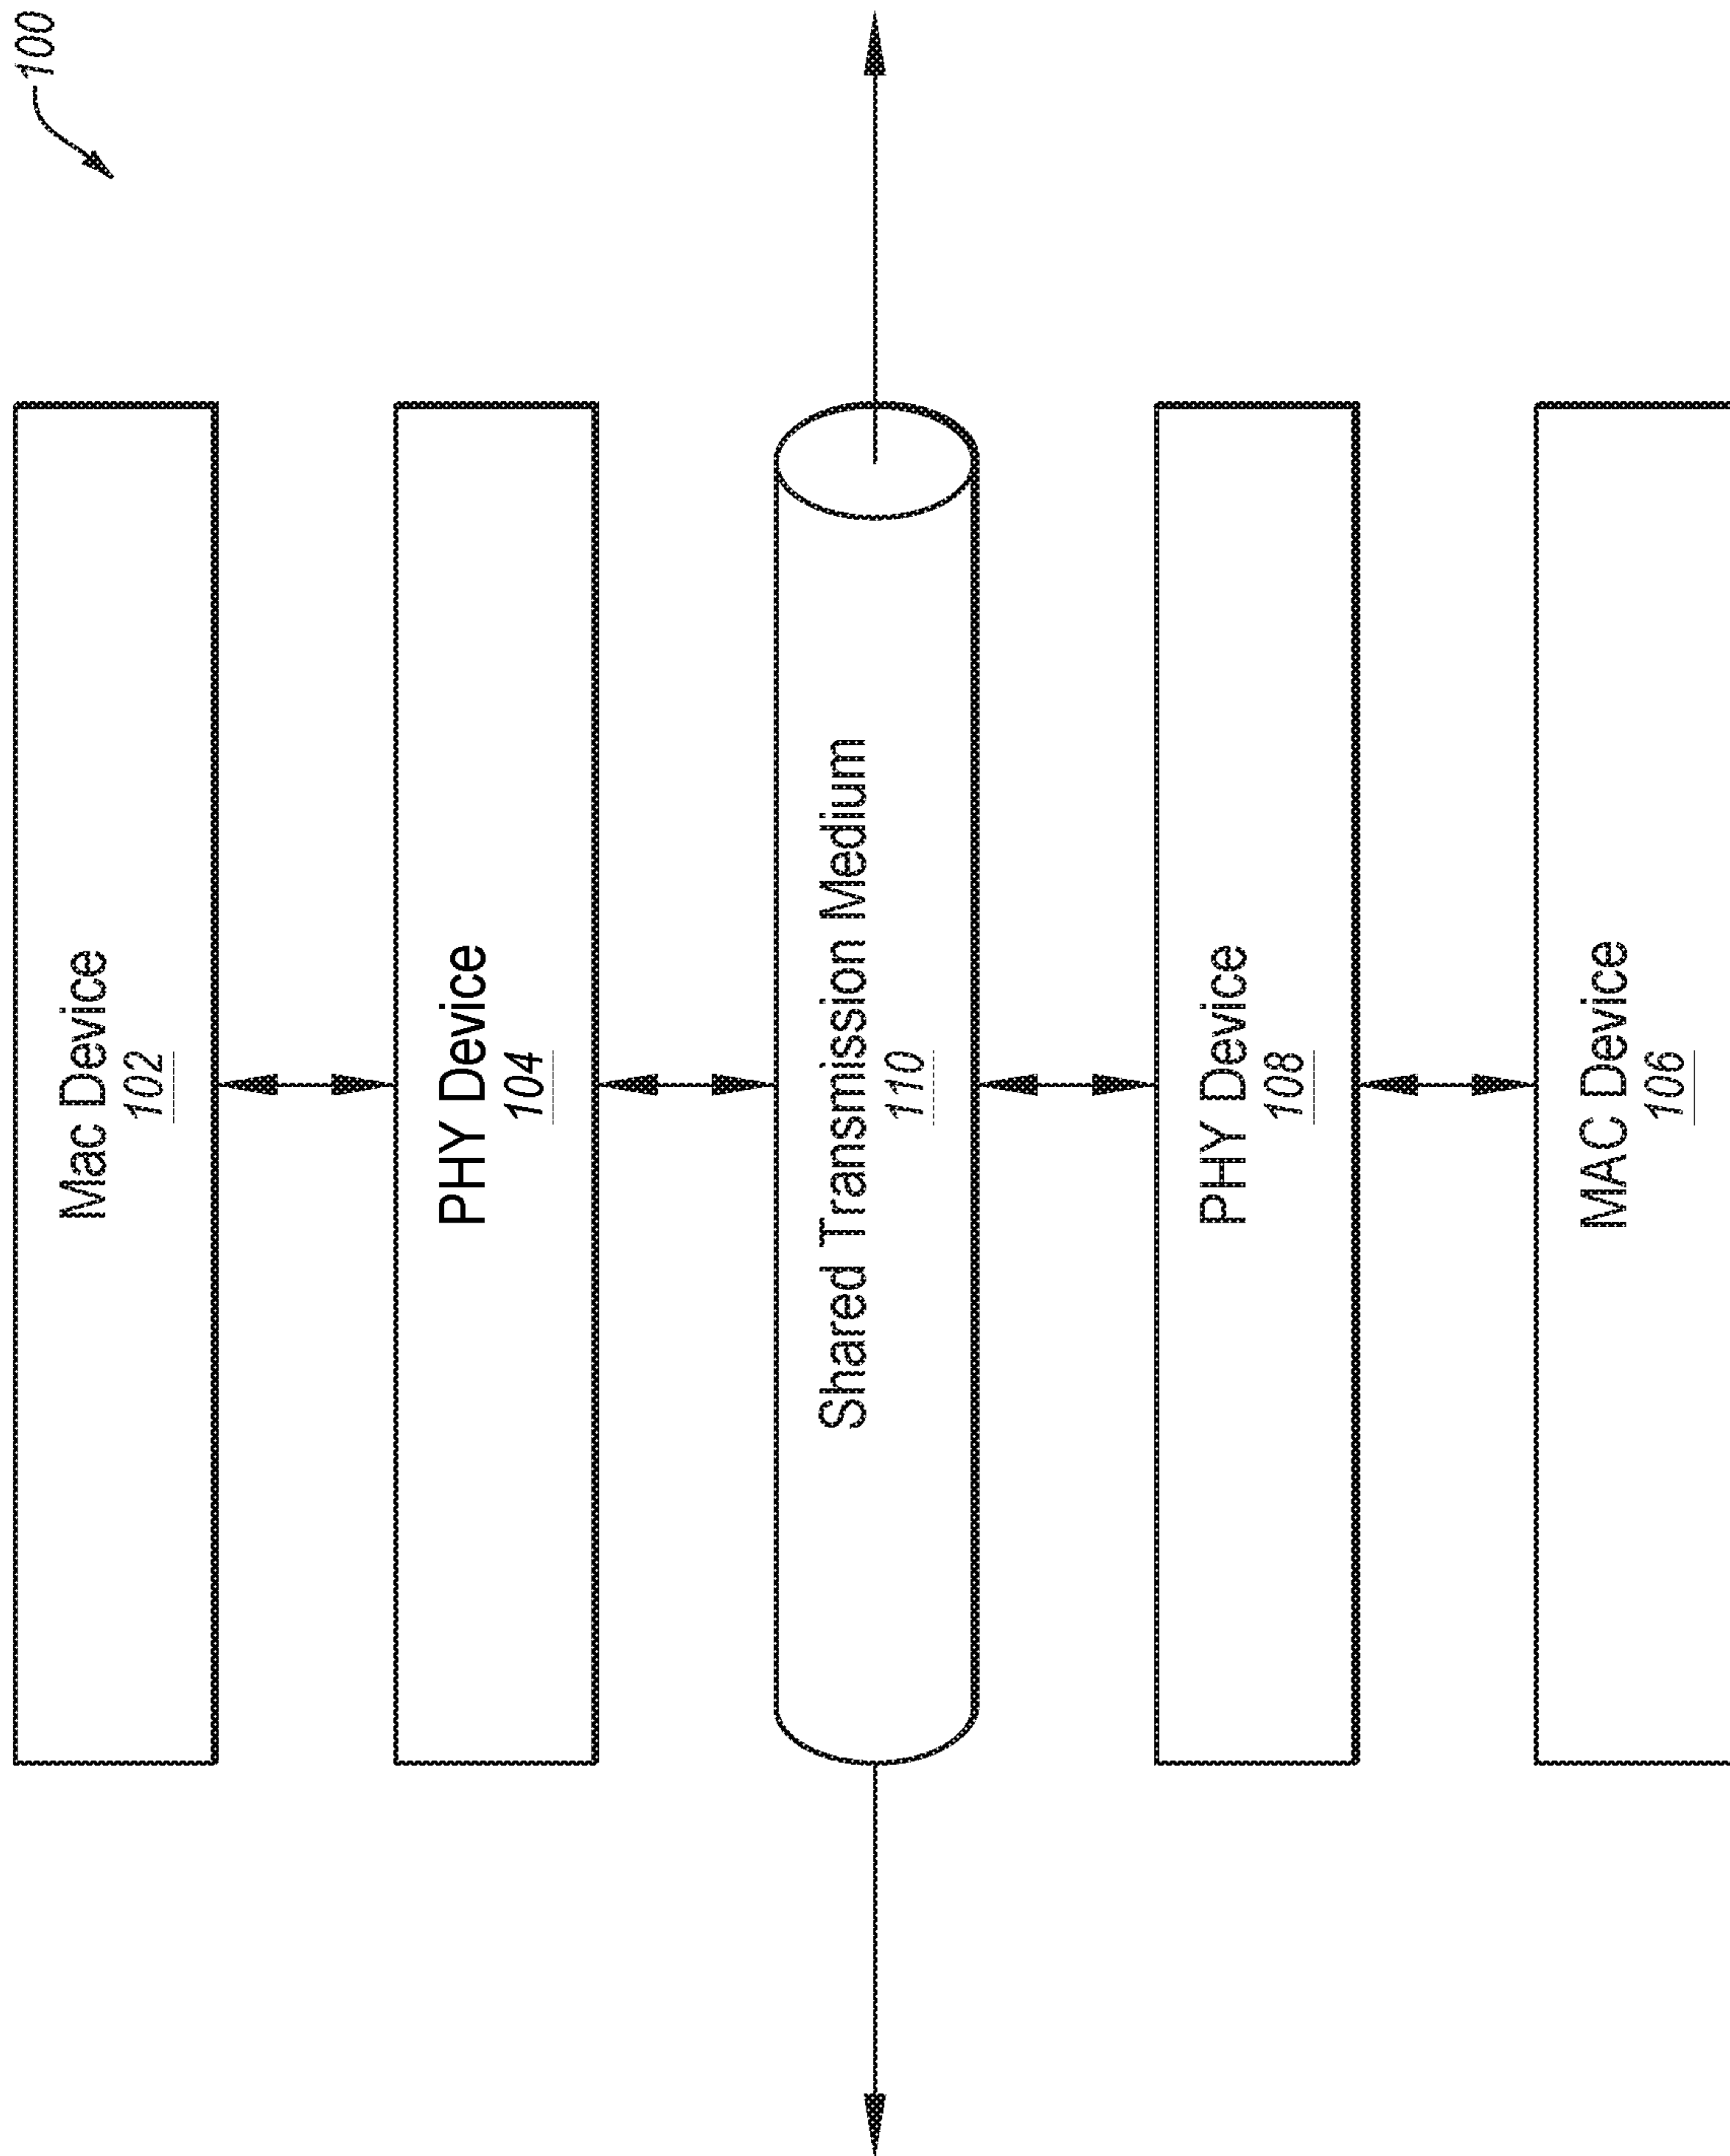 100
Mac Device
102
PHY Device
104
Shared Transmission Medium
110
PHY Device
108
MAC Device
106